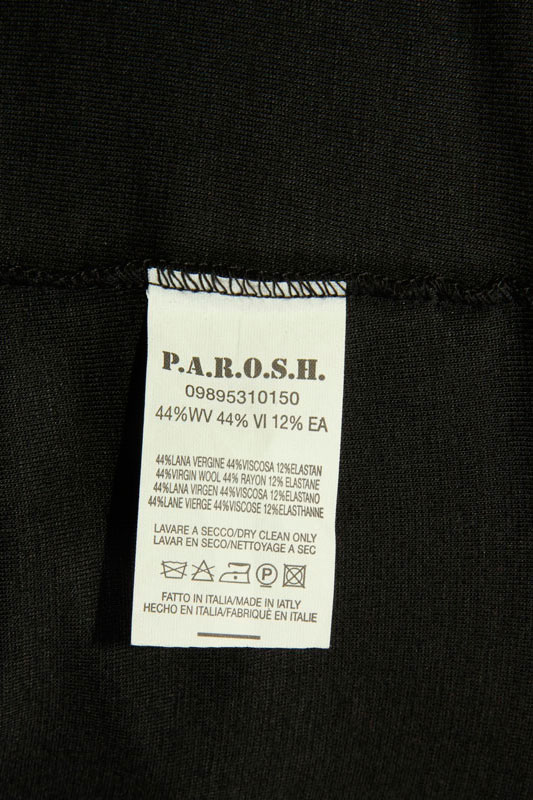 P.A.R.O.S.H.
09895310150
44%WV 44% VI 12% EA
44%LANA VERGINE 44%VISCOSA 12%ELASTAN
44%VIRGIN WOOL 44% RAYON 12% ELASTANE
44%LANA VIRGEN 44%VISCOSA 12%ELASTANO
44%LANE VIERGE 44%VISCOSE 12%ELASTHANNE
LAVARE A SECCO/DRY CLEAN ONLY
LAVAR EN SECO/NETTOYAGE A SEC
P
FATTO IN ITALIA/MADE IN IATLY
HECHO EN ITALIA/FABRIQUÉ EN ITALIE